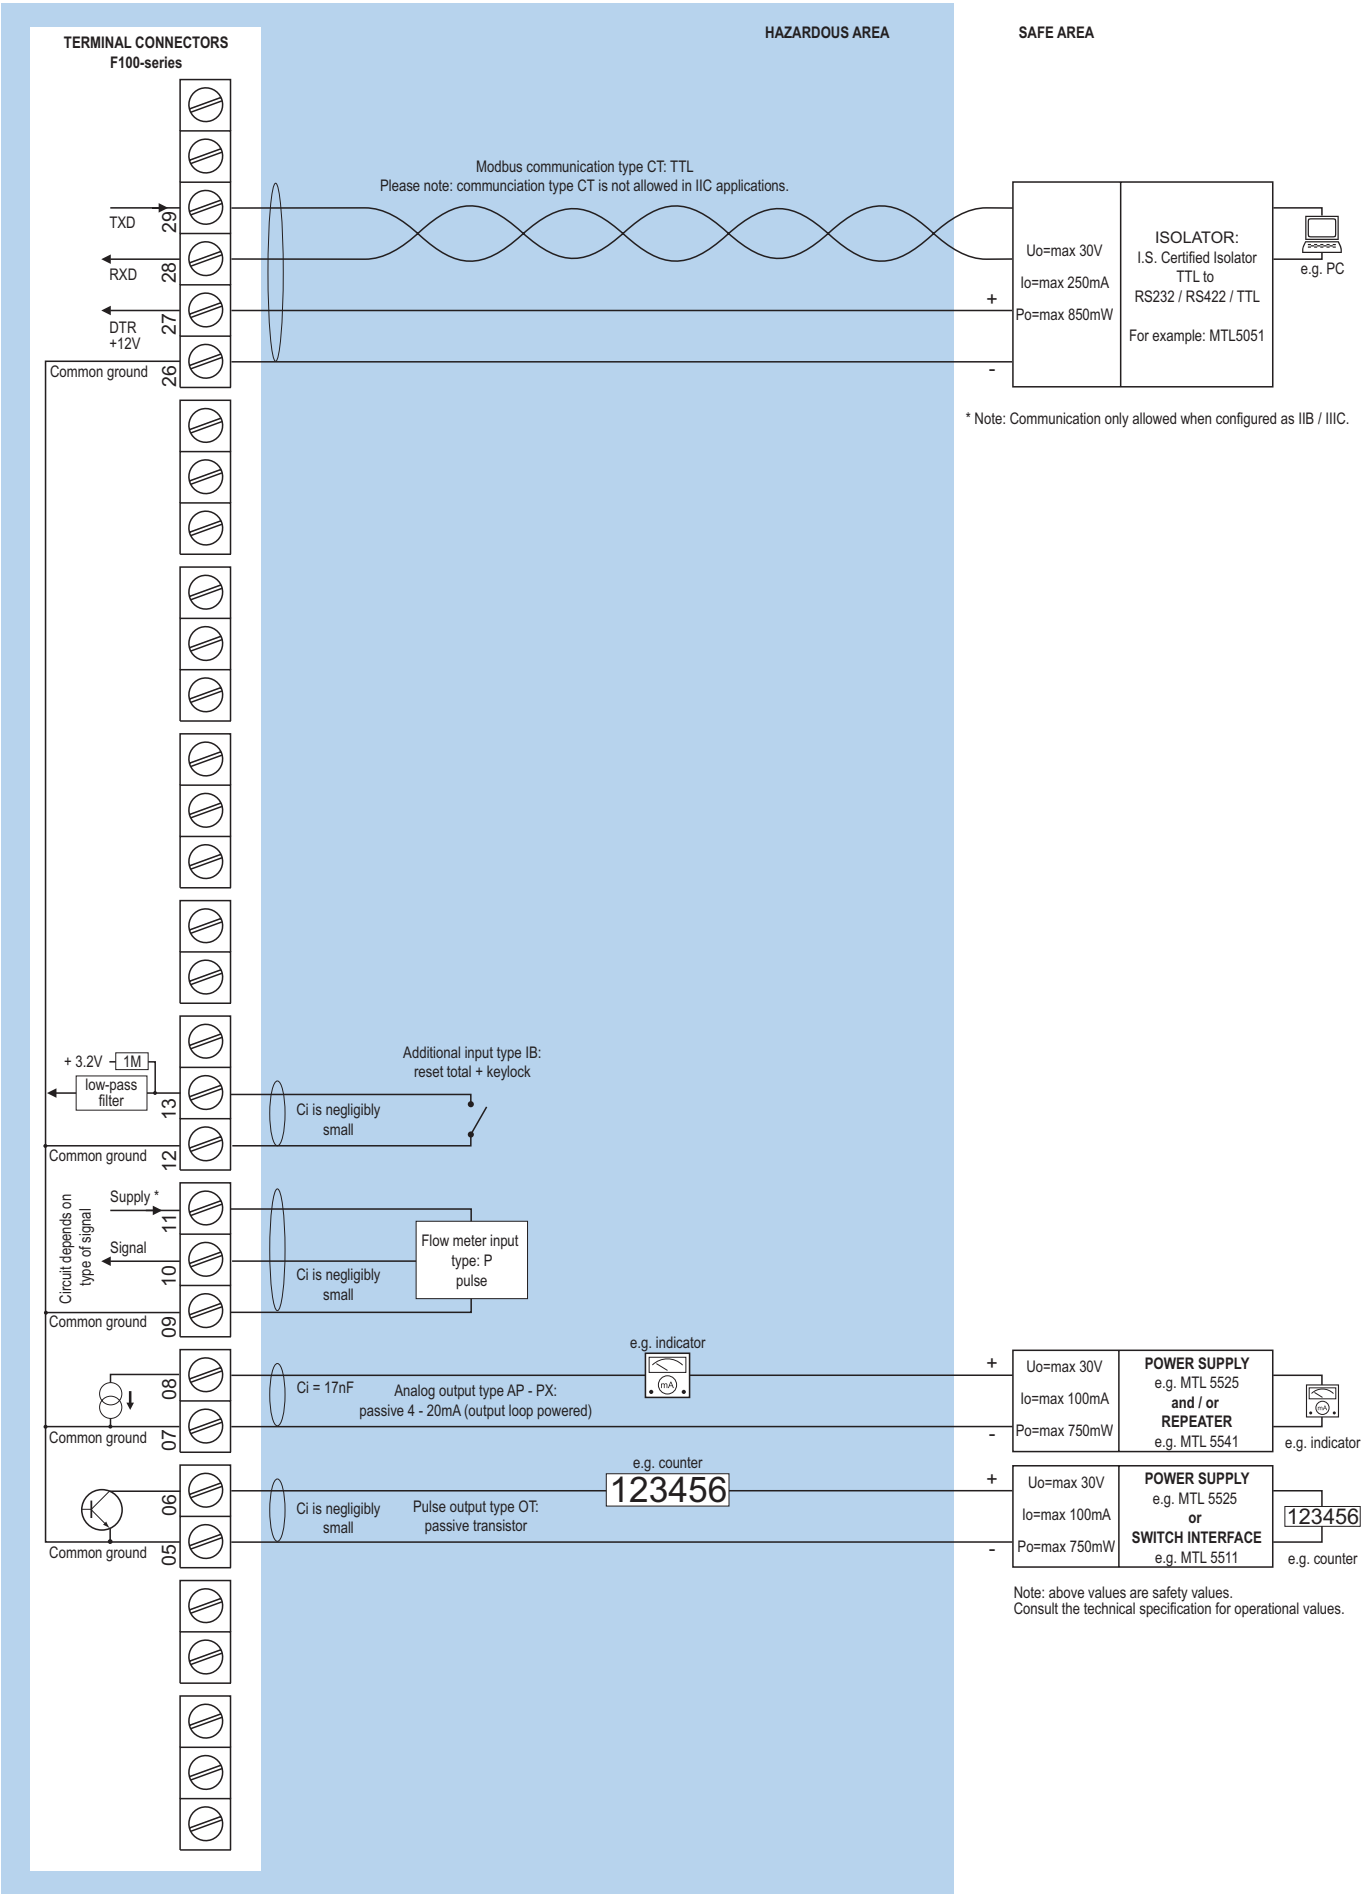 HAZARDOUS AREA
SAFE AREA
TERMINAL CONNECTORS
F100-series
Modbus communication type CT: TTL
Please note: communciation type CT is not allowed in IIC applications.
TXD
29
RXD
28
DTR
+12V
27
Common ground
26
+
-
Uo=max 30V
Io=max 250mA
Po=max 850mW
ISOLATOR:
I.S. Certified Isolator
TTL to
RS232 / RS422 / TTL
For example: MTL5051
e.g. PC
* Note: Communication only allowed when configured as IIB / IIIC.
+ 3.2V
1M
low-pass
filter
13
Common ground
12
Additional input type IB:
reset total + keylock
Ci is negligibly
small
Circuit depends on
type of signal
Supply *
11
Signal
10
Common ground
09
Ci is negligibly
small
Flow meter input
type: P
pulse
08
Common ground
07
Ci = 17nF
Analog output type AP - PX:
passive 4 - 20mA (output loop powered)
e.g. indicator
mA
+
-
Uo=max 30V
Io=max 100mA
Po=max 750mW
POWER SUPPLY
e.g. MTL 5525
and / or
REPEATER
e.g. MTL 5541
mA
e.g. indicator
06
Common ground
05
Ci is negligibly
small
Pulse output type OT:
passive transistor
e.g. counter
123456
+
-
Uo=max 30V
Io=max 100mA
Po=max 750mW
POWER SUPPLY
e.g. MTL 5525
or
SWITCH INTERFACE
e.g. MTL 5511
123456
e.g. counter
Note: above values are safety values.
Consult the technical specification for operational values.